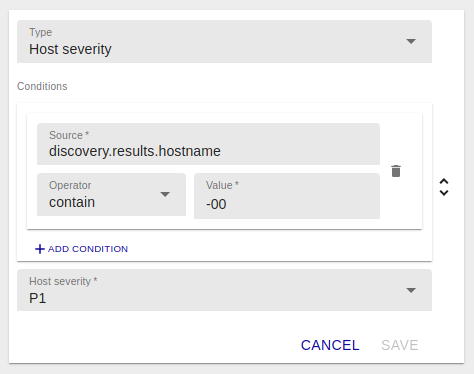 Type
Host severity
Conditions
Source *
discovery.results.hostname
Operator
contain
Value *
-00
ADD CONDITION
Host severity *
P1
CANCEL
SAVE